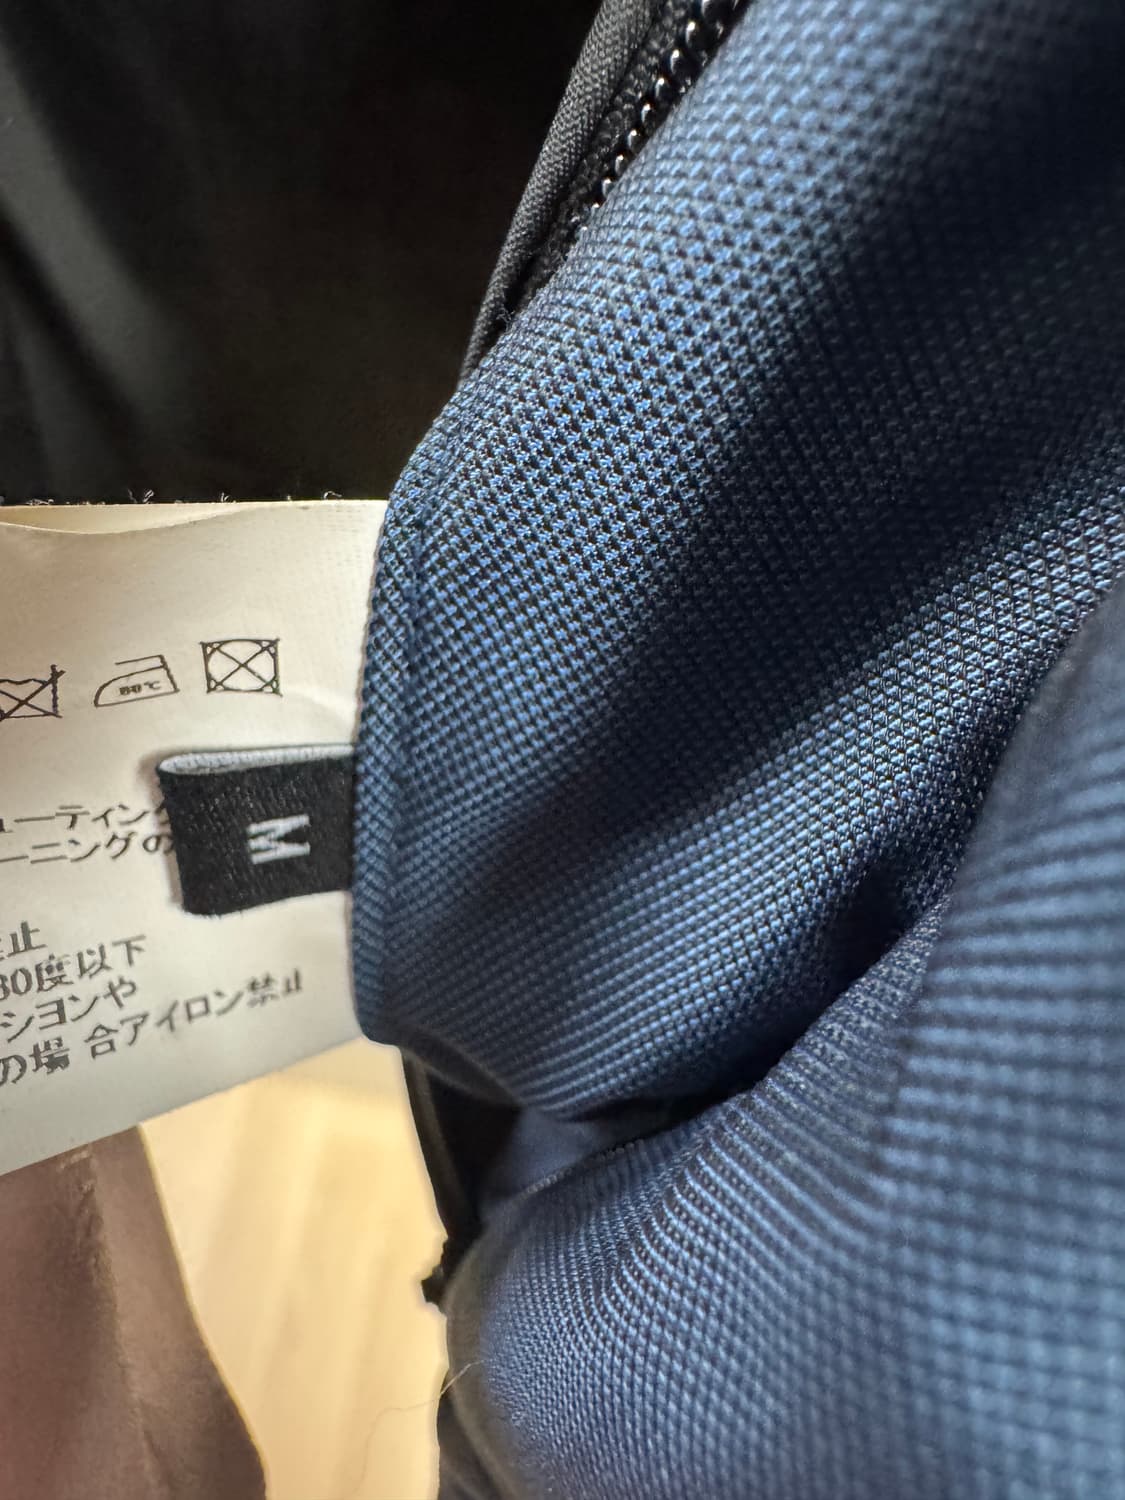 80℃
ューティング
ーニングの
M
止
30度以下
ションや
の場 合アイロン禁止